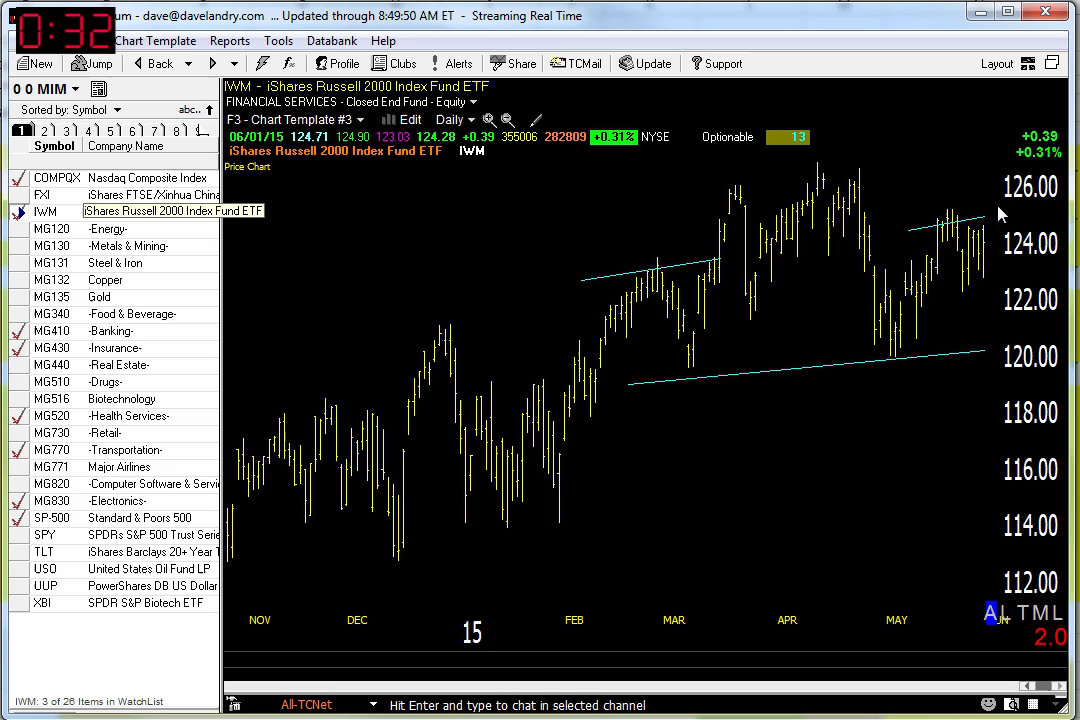 0:32
um - dave@davelandry.com ... Updated through 8:49:50 AM ET - Streaming Real Time
Chart Template Reports Tools Databank Help
New Jump Back Profile Clubs Alerts Share TCMail Update Support Layout
0 0 MIM
Sorted by: Symbol abc..
1 2 3 4 5 6 7 8
Symbol Company Name
COMPQX Nasdaq Composite Index
FXI iShares FTSE/Xinhua China
IWM iShares Russell 2000 Index Fund ETF
MG120 -Energy-
MG130 -Metals & Mining-
MG131 Steel & Iron
MG132 Copper
MG135 Gold
MG340 -Food & Beverage-
MG410 -Banking-
MG430 -Insurance-
MG440 -Real Estate-
MG510 -Drugs-
MG516 Biotechnology
MG520 -Health Services-
MG730 -Retail-
MG770 -Transportation-
MG771 Major Airlines
MG820 -Computer Software & Servi
MG830 -Electronics-
SP-500 Standard & Poors 500
SPY SPDRs S&P 500 Trust Serie
TLT iShares Barclays 20+ Year T
USO United States Oil Fund LP
UUP PowerShares DB US Dollar
XBI SPDR S&P Biotech ETF
IWM: 3 of 26 Items in WatchList
IWM - iShares Russell 2000 Index Fund ETF
FINANCIAL SERVICES - Closed End Fund - Equity
F3 - Chart Template #3 Edit Daily
06/01/15 124.71 124.90 123.03 124.28 +0.39 355006 282809 +0.31% NYSE Optionable 13
+0.39
+0.31%
iShares Russell 2000 Index Fund ETF IWM
Price Chart
126.00
124.00
122.00
120.00
118.00
116.00
114.00
112.00
A L T M L
2.0
NOV DEC 15 FEB MAR APR MAY
All-TCNet Hit Enter and type to chat in selected channel